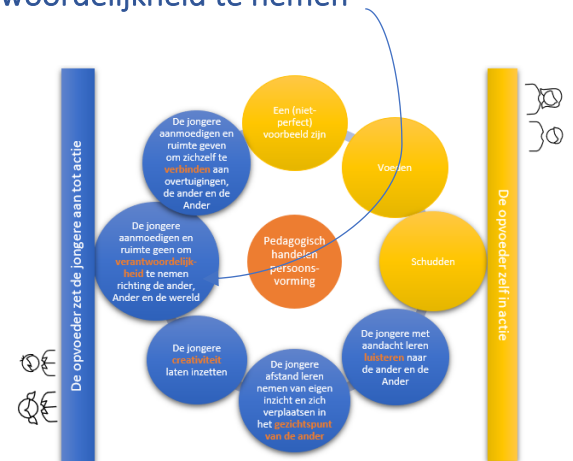 woordelijkheid te nemen
De opvoeder zet de jongere aan tot actie
Een (niet-
perfect)
voorbeeld zijn
Voeden
Schudden
De jongere met
aandacht leren
luisteren naar
de ander en de
Ander
De jongere
afstand leren
nemen van eigen
inzicht en zich
verplaatsen in
het gezichtspunt
van de ander
De jongere
creativiteit
laten inzetten
De jongere
aanmoedigen en
ruimte geen om
verantwoordelijk-
heid te nemen
richting de ander,
Ander en de wereld
De jongere
aanmoedigen en
ruimte geven
om zichzelf te
verbinden aan
overtuigingen,
de ander en de
Ander
Pedagogisch
handelen
persoons-
vorming
De opvoeder zelf in actie